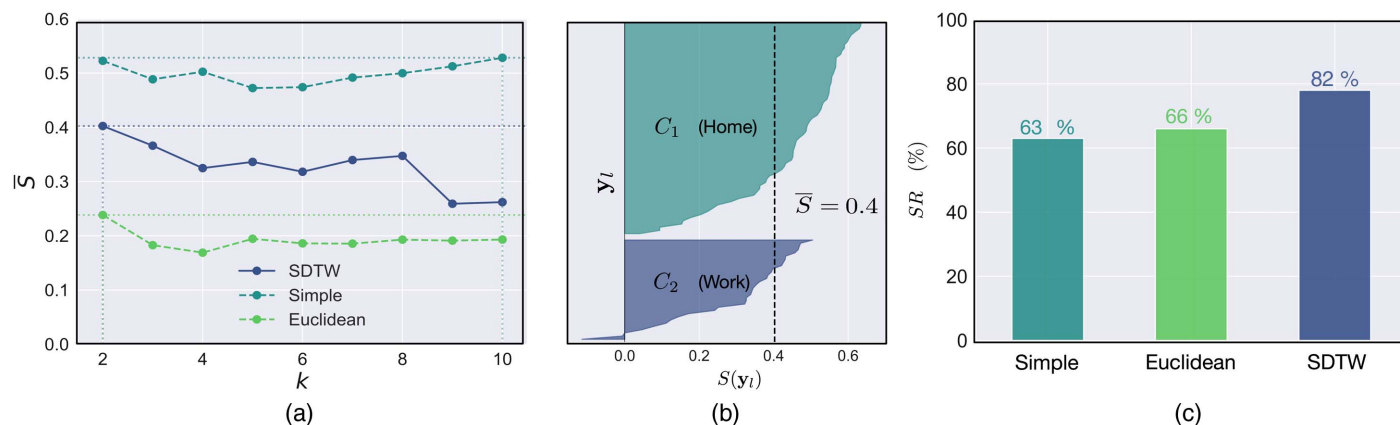 0.6
0.5
0.4
0.3
0.2
0.1
0.0
S̅
2
4
6
8
10
k
SDTW
Simple
Euclidean
(a)
y_l
C₁ (Home)
S̅ = 0.4
C₂ (Work)
0.0
0.2
0.4
0.6
S(y_l)
(b)
100
80
60
40
20
0
SR (%)
63 %
66 %
82 %
Simple
Euclidean
SDTW
(c)